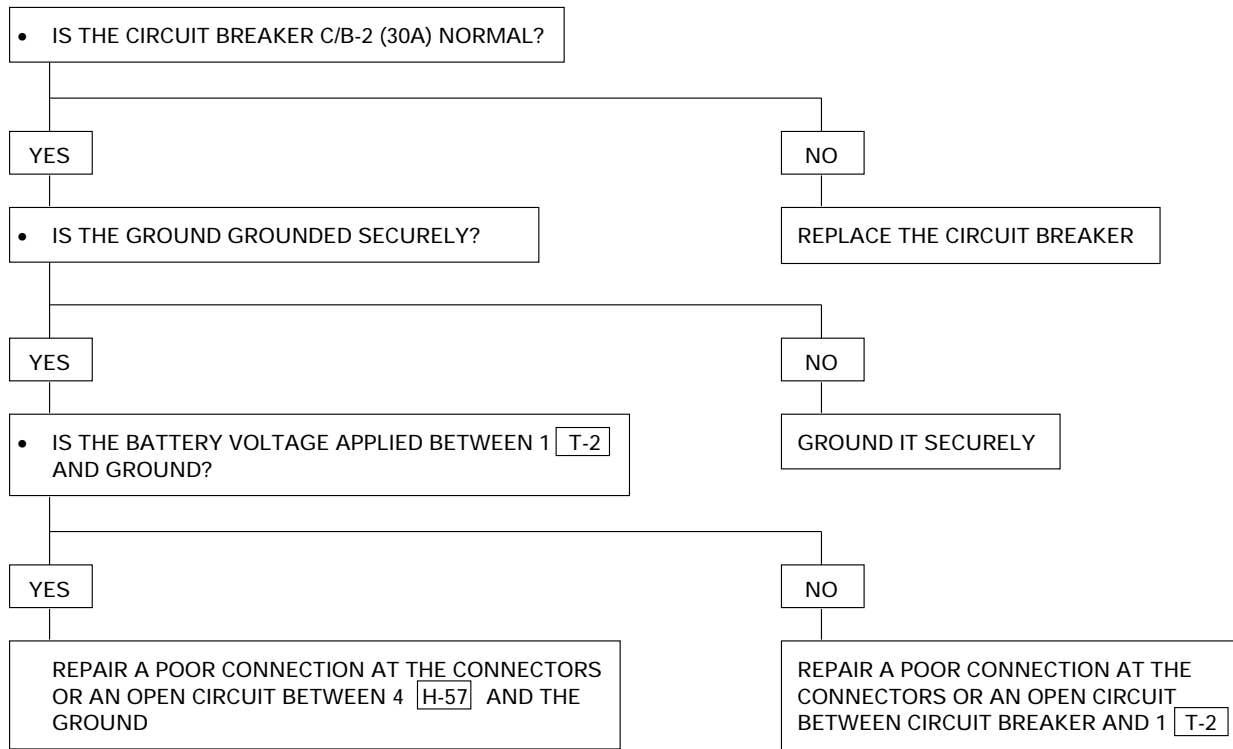 • IS THE CIRCUIT BREAKER C/B-2 (30A) NORMAL?
YES
NO
• IS THE GROUND GROUNDED SECURELY?
REPLACE THE CIRCUIT BREAKER
YES
NO
• IS THE BATTERY VOLTAGE APPLIED BETWEEN 1 T-2
AND GROUND?
GROUND IT SECURELY
YES
NO
REPAIR A POOR CONNECTION AT THE CONNECTORS
OR AN OPEN CIRCUIT BETWEEN 4 H-57 AND THE
GROUND
REPAIR A POOR CONNECTION AT THE
CONNECTORS OR AN OPEN CIRCUIT
BETWEEN CIRCUIT BREAKER AND 1 T-2